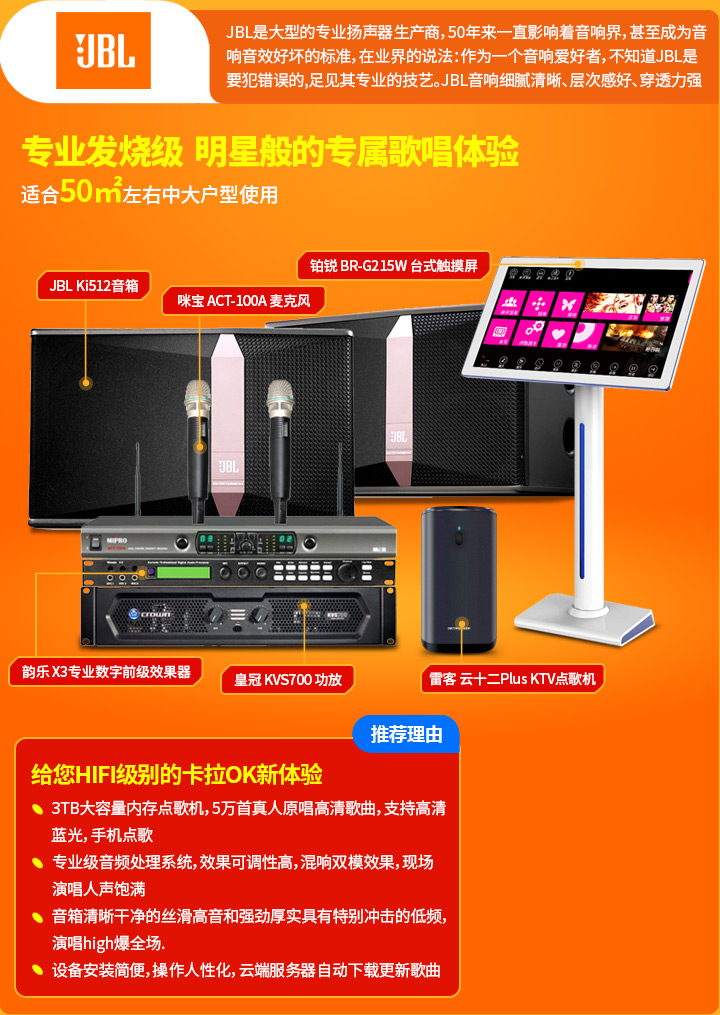 JBL
JBL是大型的专业扬声器生产商,50年来一直影响着音响界,甚至成为音
响音效好坏的标准,在业界的说法:作为一个音响爱好者,不知道JBL是
要犯错误的,足见其专业的技艺。JBL音响细腻清晰、层次感好、穿透力强
专业发烧级 明星般的专属歌唱体验
适合50㎡左右中大户型使用
铂锐 BR-G215W 台式触摸屏
JBL Ki512音箱
咪宝 ACT-100A 麦克风
JBL
JBL
MIPRO
crown
韵乐 X3专业数字前级效果器
皇冠 KVS700 功放
雷客 云十二Plus KTV点歌机
推荐理由
给您HIFI级别的卡拉OK新体验
3TB大容量内存点歌机,5万首真人原唱高清歌曲,支持高清
蓝光,手机点歌
专业级音频处理系统,效果可调性高,混响双模效果,现场
演唱人声饱满
音箱清晰干净的丝滑高音和强劲厚实具有特别冲击的低频,
演唱high爆全场.
设备安装简便,操作人性化,云端服务器自动下载更新歌曲